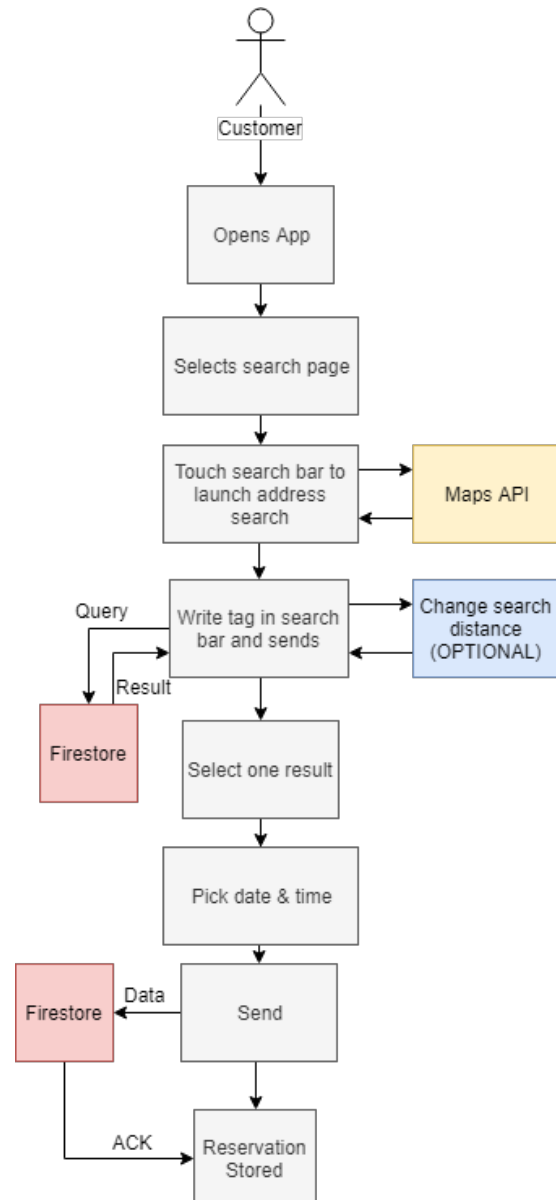 Customer
Opens App
Selects search page
Touch search bar to
launch address
search
Maps API
Query
Write tag in search
bar and sends
Change search
distance
(OPTIONAL)
Result
Firestore
Select one result
Pick date & time
Firestore
Data
Send
ACK
Reservation
Stored